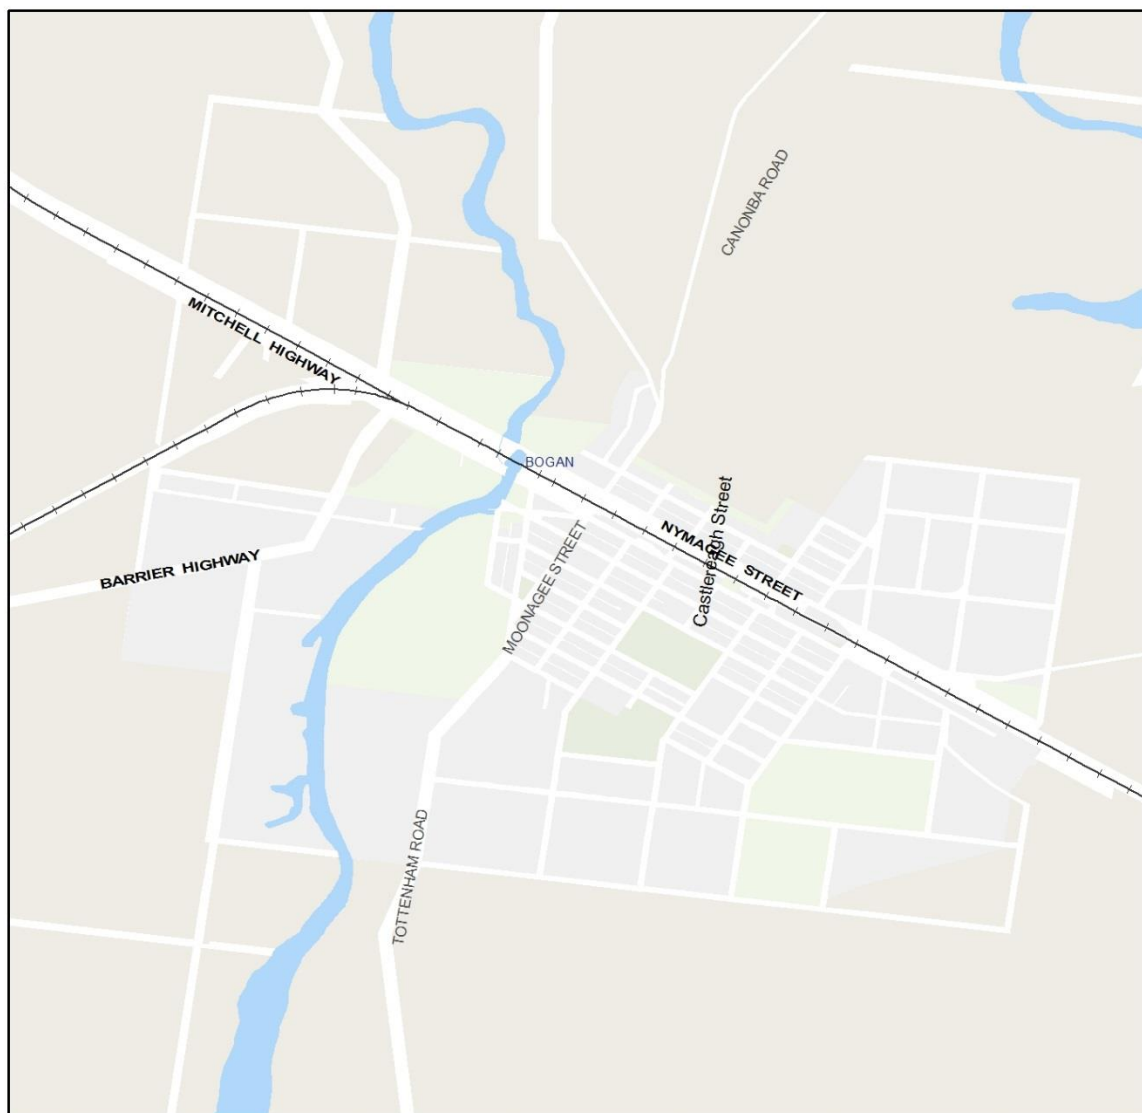 CANONBA ROAD
MITCHELL HIGHWAY
BOGAN
Castlereagh Street
NYMAGEE STREET
MOONAGEE STREET
BARRIER HIGHWAY
TOTTENHAM ROAD